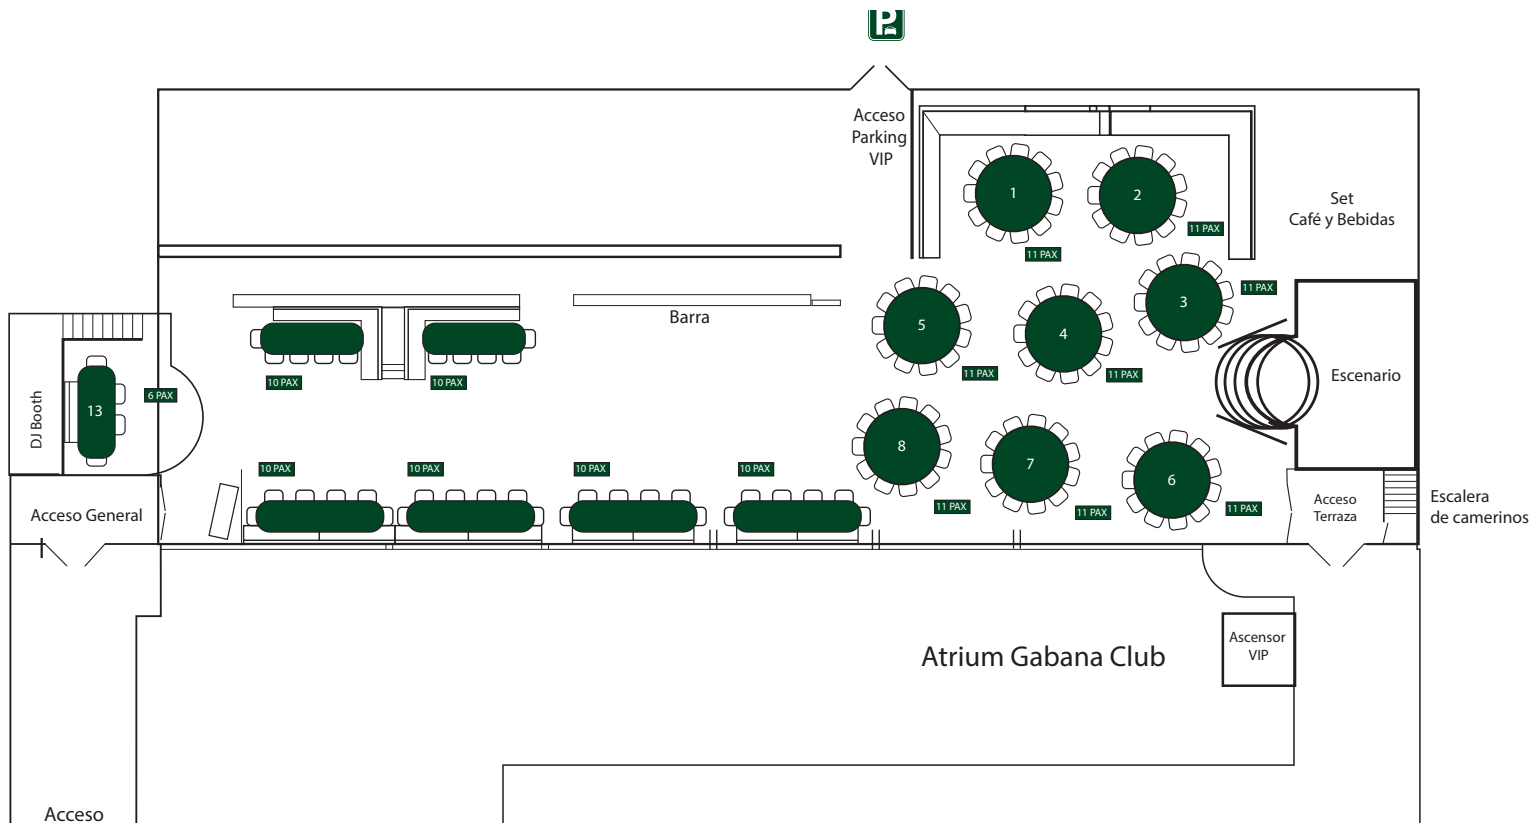 P
Acceso
Parking
VIP
1
2
Set
Café y Bebidas
11 PAX
11 PAX
3
11 PAX
5
4
Barra
11 PAX
11 PAX
Escenario
10 PAX
10 PAX
DJ Booth
13
6 PAX
8
7
6
10 PAX
10 PAX
10 PAX
10 PAX
11 PAX
11 PAX
11 PAX
Acceso General
Acceso
Terraza
Escalera
de camerinos
Atrium Gabana Club
Ascensor
VIP
Acceso